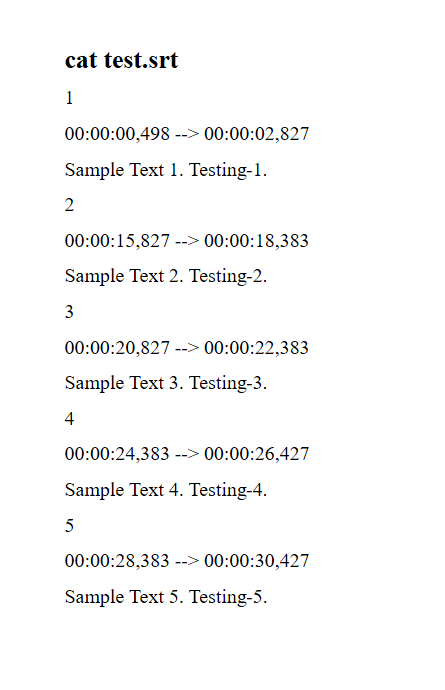 cat test.srt
1
00:00:00,498 --> 00:00:02,827
Sample Text 1. Testing-1.
2
00:00:15,827 --> 00:00:18,383
Sample Text 2. Testing-2.
3
00:00:20,827 --> 00:00:22,383
Sample Text 3. Testing-3.
4
00:00:24,383 --> 00:00:26,427
Sample Text 4. Testing-4.
5
00:00:28,383 --> 00:00:30,427
Sample Text 5. Testing-5.